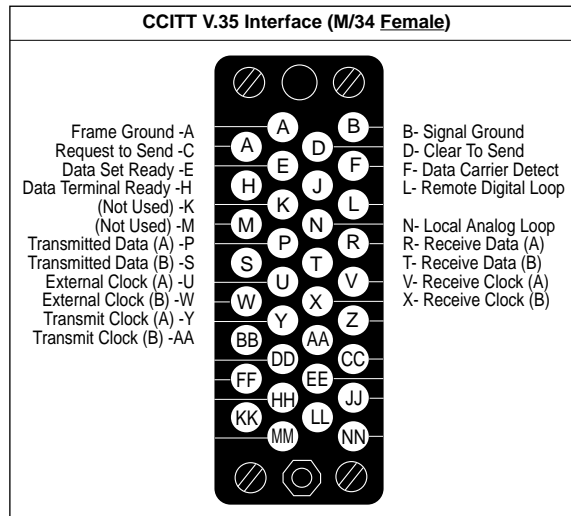 CCITT V.35 Interface (M/34 Female)
Frame Ground -A
Request to Send -C
Data Set Ready -E
Data Terminal Ready -H
(Not Used) -K
(Not Used) -M
Transmitted Data (A) -P
Transmitted Data (B) -S
External Clock (A) -U
External Clock (B) -W
Transmit Clock (A) -Y
Transmit Clock (B) -AA
A
B
A
D
E
F
H
J
K
L
M
N
P
R
S
T
U
V
W
X
Y
Z
BB
AA
DD
CC
FF
EE
HH
JJ
KK
LL
MM
NN
B- Signal Ground
D- Clear To Send
F- Data Carrier Detect
L- Remote Digital Loop
N- Local Analog Loop
R- Receive Data (A)
T- Receive Data (B)
V- Receive Clock (A)
X- Receive Clock (B)